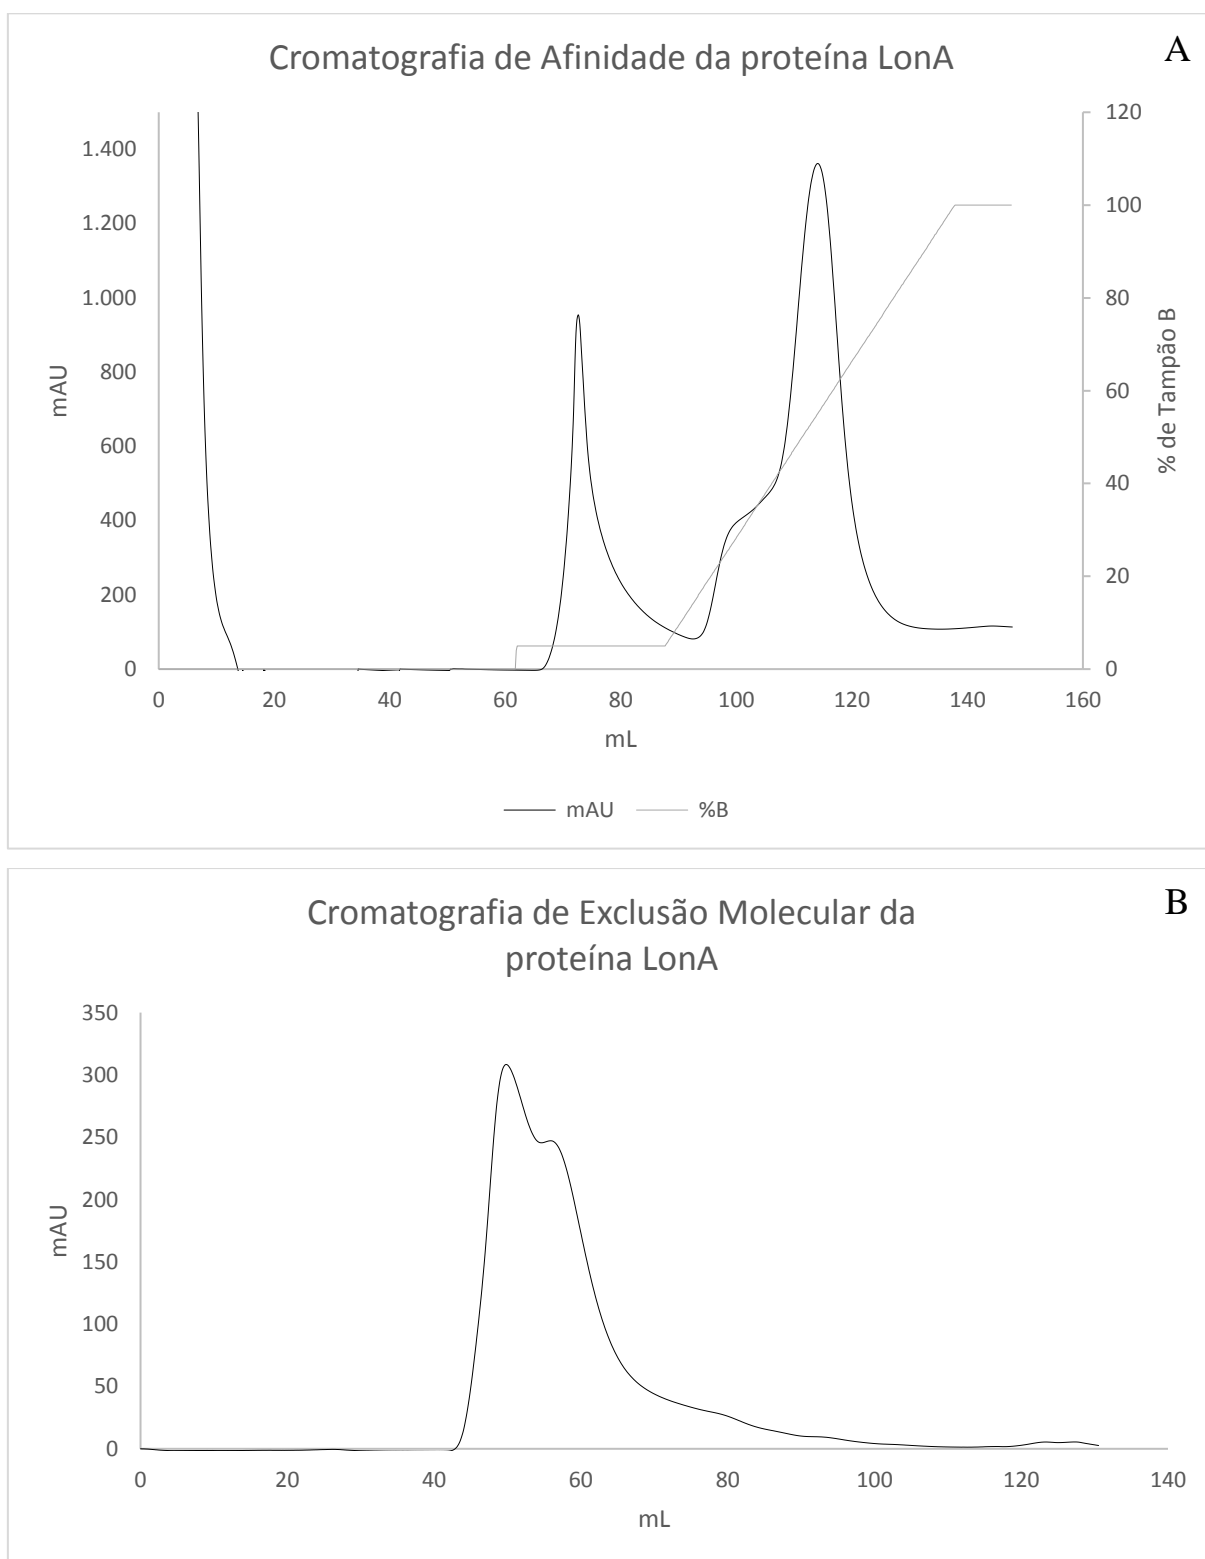 Cromatografia de Afinidade da proteína LonA
A
1.400
1.200
1.000
800
600
400
200
0
mAU
120
100
80
60
40
20
0
% de Tampão B
0 20 40 60 80 100 120 140 160
mL
mAU %B
Cromatografia de Exclusão Molecular da
proteína LonA
B
350
300
250
200
150
100
50
0
mAU
0 20 40 60 80 100 120 140
mL